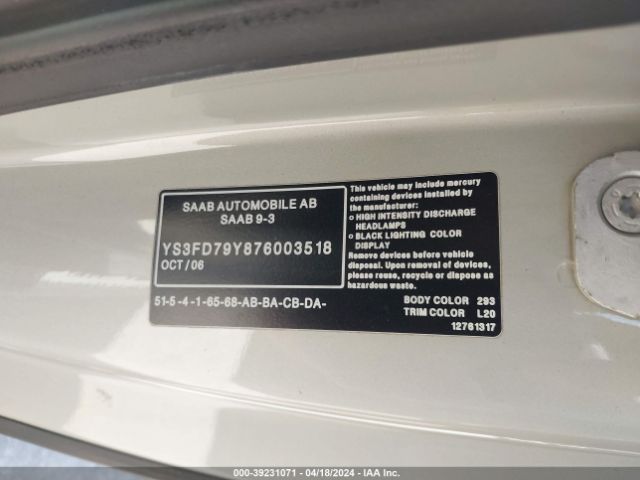 SAAB AUTOMOBILE AB
SAAB 9-3
YS3FD79Y876003518
OCT/06
This vehicle may include mercury
containing devices installed by
the manufacturer:
o HIGH INTENSITY DISCHARGE
HEADLAMPS
o BLACK LIGHTING COLOR
DISPLAY
Remove devices before vehicle
disposal. Upon removal of devices,
please reuse, recycle or dispose as
hazardous waste.
51-5-4-1-65-68-AB-BA-CB-DA-
BODY COLOR 293
TRIM COLOR L20
12761317
000-39231071 - 04/18/2024 - IAA Inc.